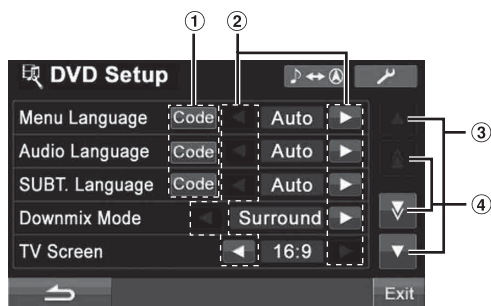 ① ②
DVD Setup
Menu Language Code Auto
Audio Language Code Auto
SUBT. Language Code Auto
Downmix Mode Surround
TV Screen 16:9
③
④
Exit